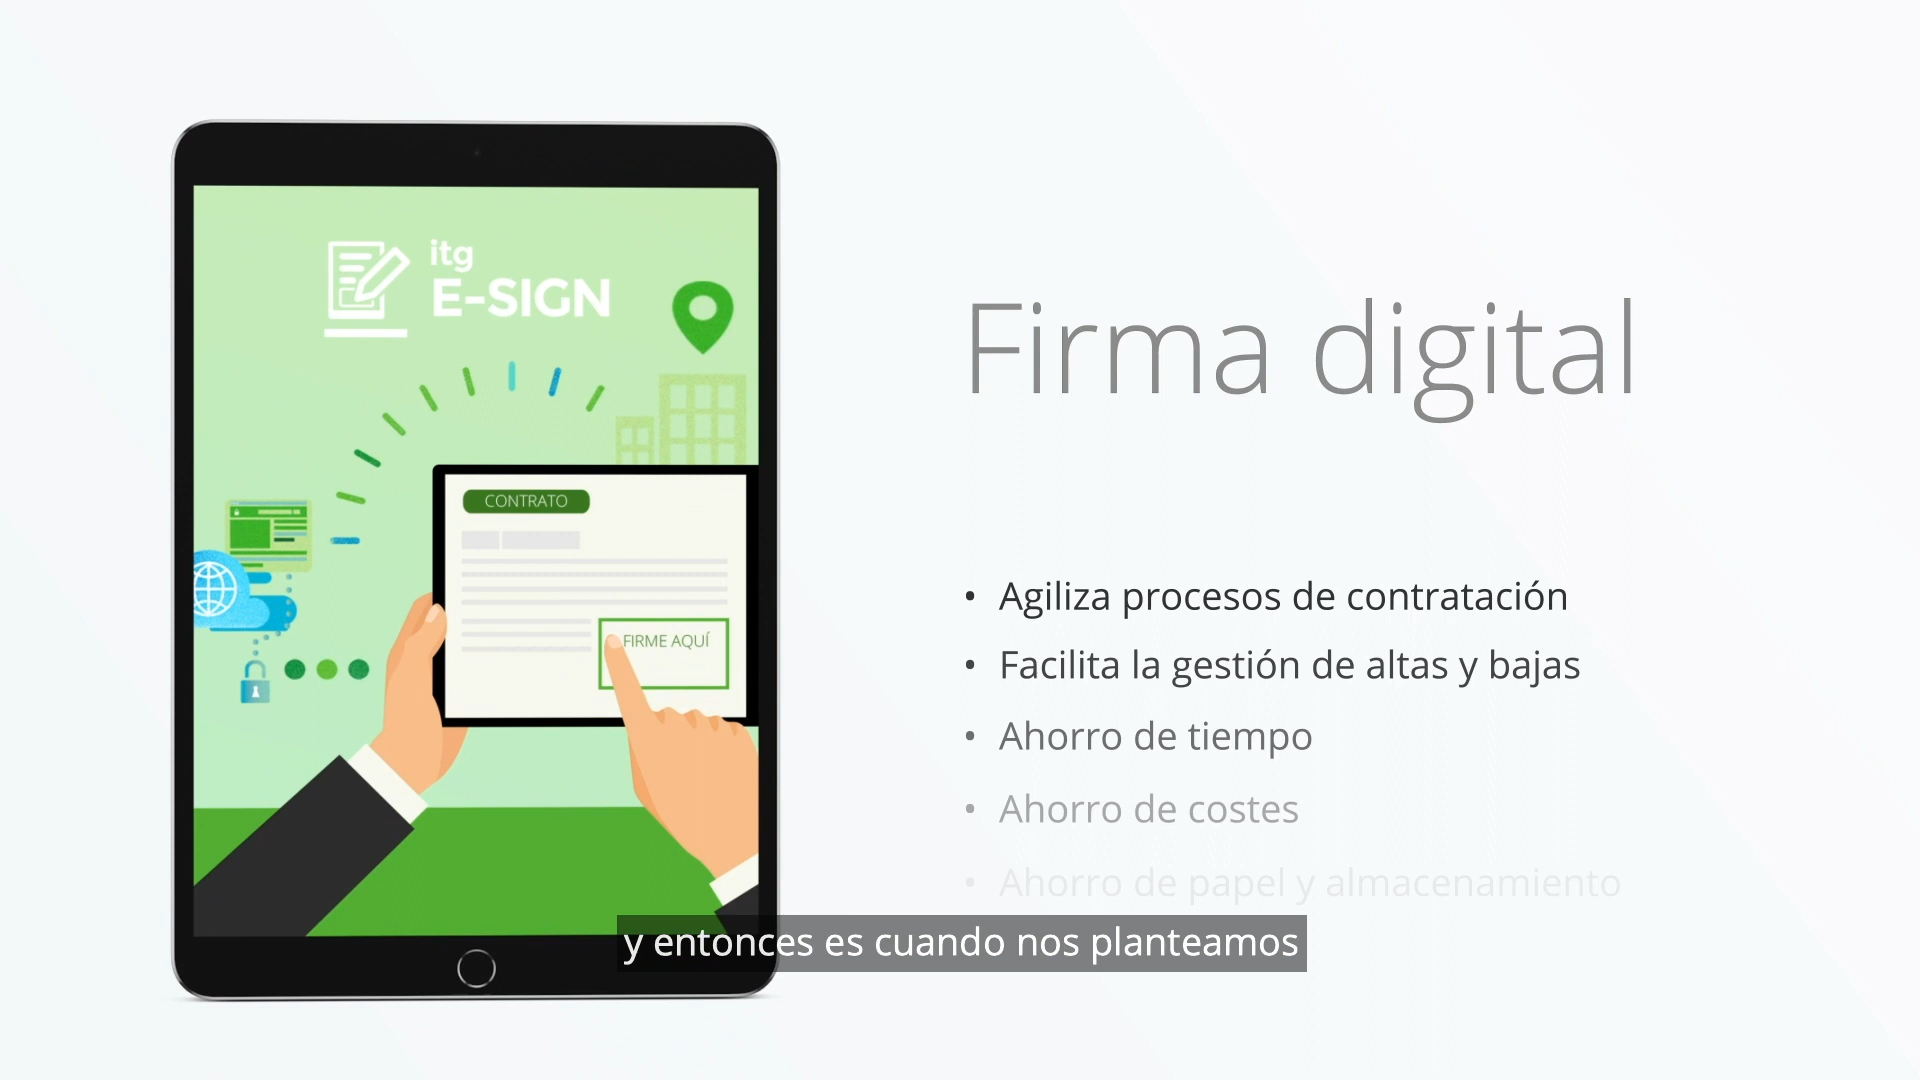 itg
E-SIGN
CONTRATO
FIRME AQUÍ
Firma digital
• Agiliza procesos de contratación
• Facilita la gestión de altas y bajas
• Ahorro de tiempo
• Ahorro de costes
• Ahorro de papel y almacenamiento
y entonces es cuando nos planteamos